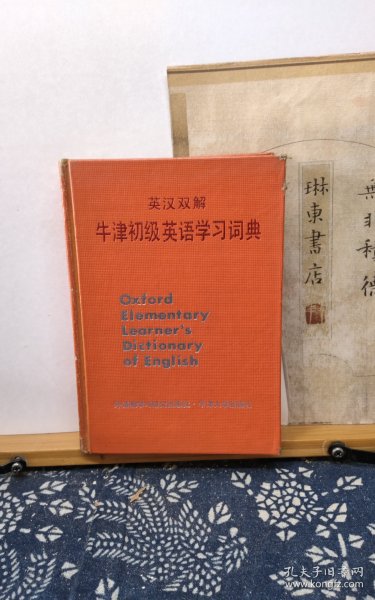 英汉双解
牛津初级英语学习词典
Oxford
Elementary
Learner's
Dictionary
of English
琳東書店
孔夫子旧书网
www.kongfz.com